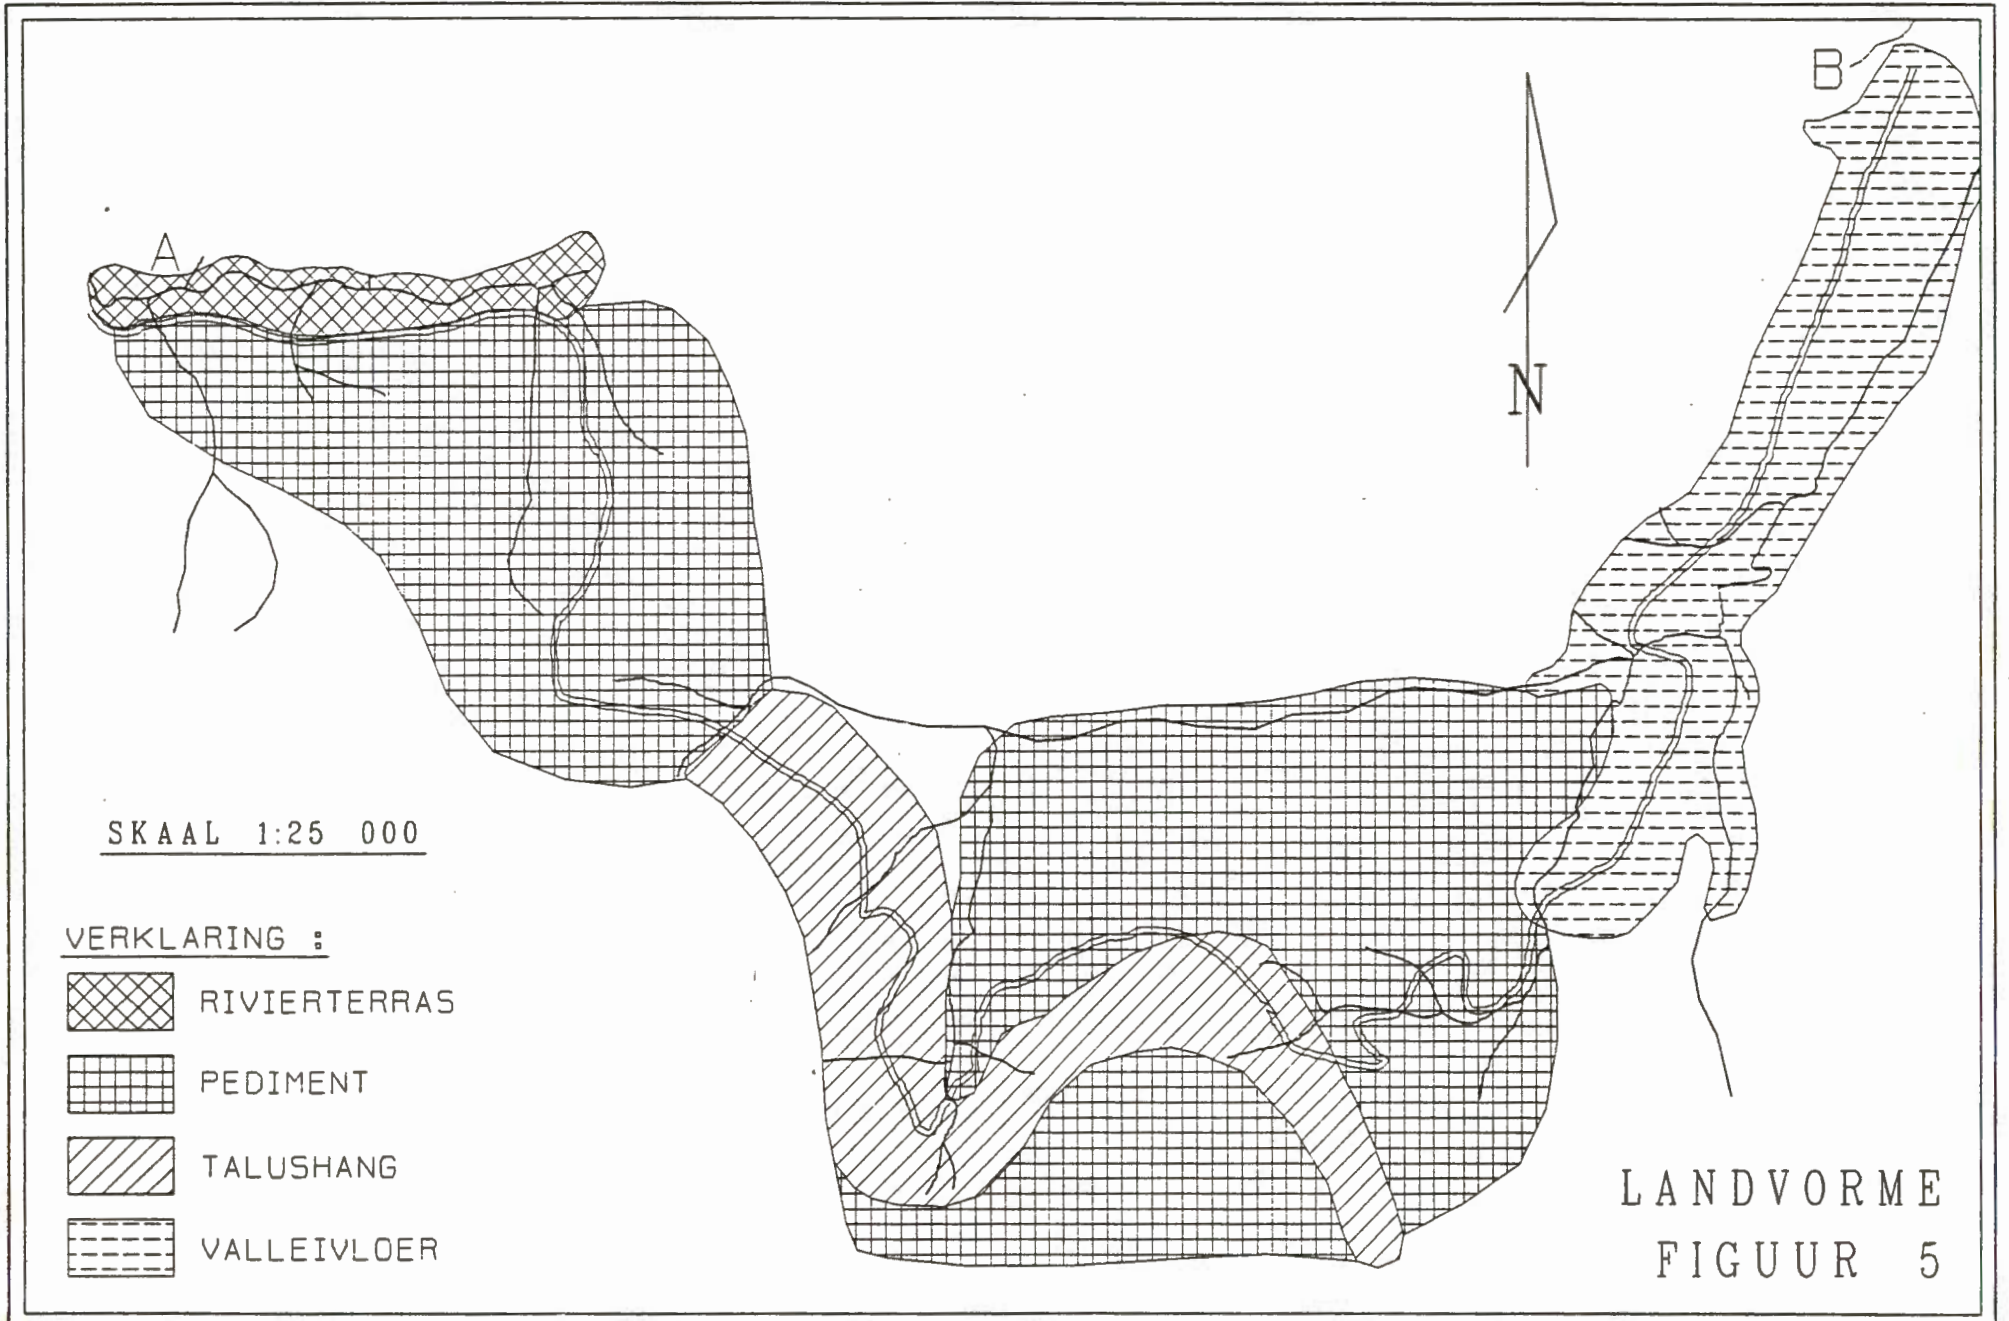 B
A
N
SKAAL 1:25 000
VERKLARING :
RIVIERTERRAS
PEDIMENT
TALUSHANG
VALLEIVLOER
LANDVORME
FIGUUR 5